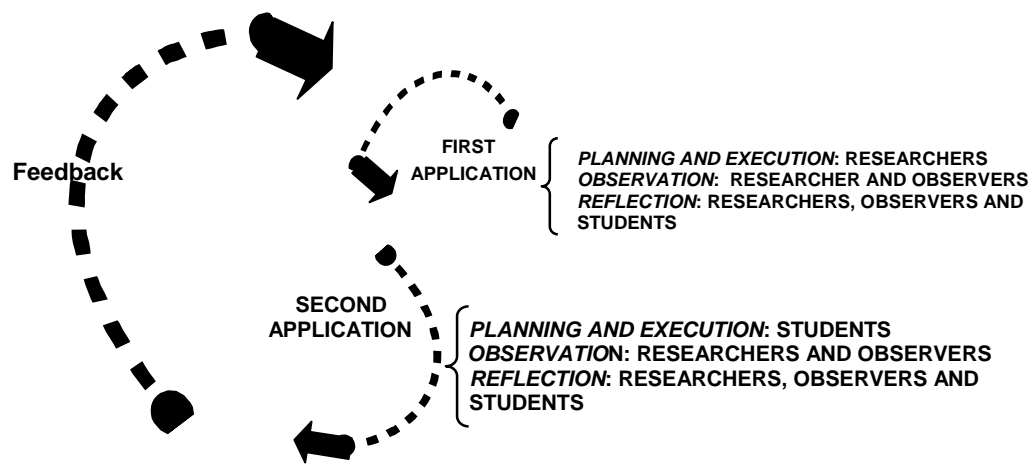 Feedback
FIRST
APPLICATION
PLANNING AND EXECUTION: RESEARCHERS
OBSERVATION: RESEARCHER AND OBSERVERS
REFLECTION: RESEARCHERS, OBSERVERS AND
STUDENTS
SECOND
APPLICATION
PLANNING AND EXECUTION: STUDENTS
OBSERVATION: RESEARCHERS AND OBSERVERS
REFLECTION: RESEARCHERS, OBSERVERS AND
STUDENTS